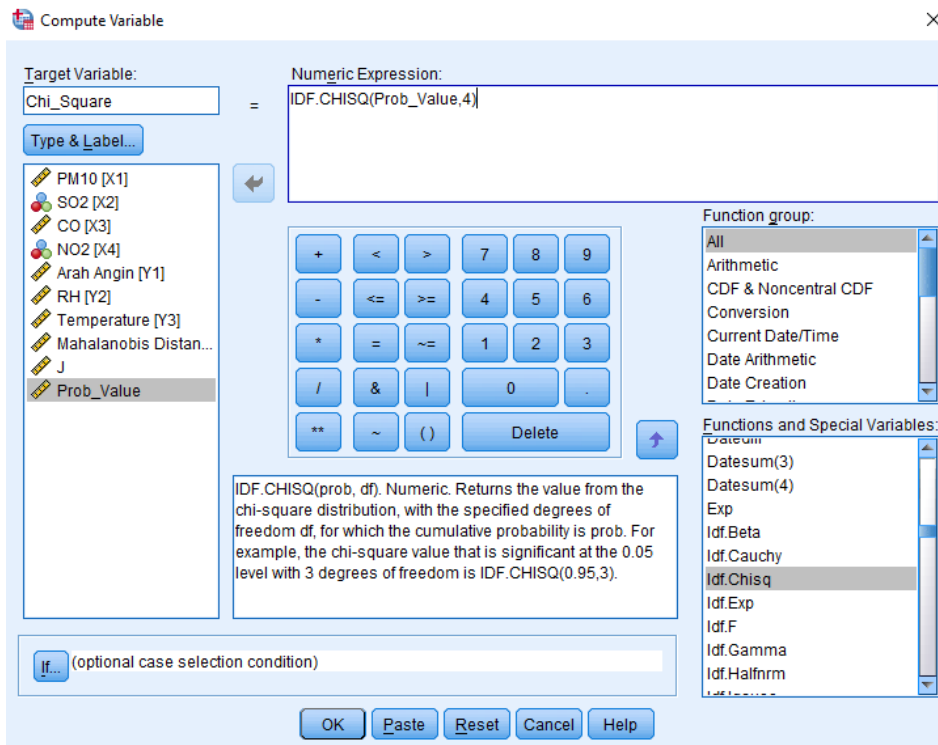 Compute Variable
Target Variable:
Chi_Square
=
Numeric Expression:
IDF.CHISQ(Prob_Value,4)
Type & Label...
PM10 [X1]
SO2 [X2]
CO [X3]
NO2 [X4]
Arah Angin [Y1]
RH [Y2]
Temperature [Y3]
Mahalanobis Distan...
J
Prob_Value
+ < > 7 8 9
- <= >= 4 5 6
* = ~= 1 2 3
/ & | 0 .
** ~ ( ) Delete
Function group:
All
Arithmetic
CDF & Noncentral CDF
Conversion
Current Date/Time
Date Arithmetic
Date Creation
Functions and Special Variables:
Datesum(3)
Datesum(4)
Exp
Idf.Beta
Idf.Cauchy
Idf.Chisq
Idf.Exp
Idf.F
Idf.Gamma
Idf.Halfnrm
IDF.CHISQ(prob, df). Numeric. Returns the value from the
chi-square distribution, with the specified degrees of
freedom df, for which the cumulative probability is prob. For
example, the chi-square value that is significant at the 0.05
level with 3 degrees of freedom is IDF.CHISQ(0.95,3).
If... (optional case selection condition)
OK Paste Reset Cancel Help